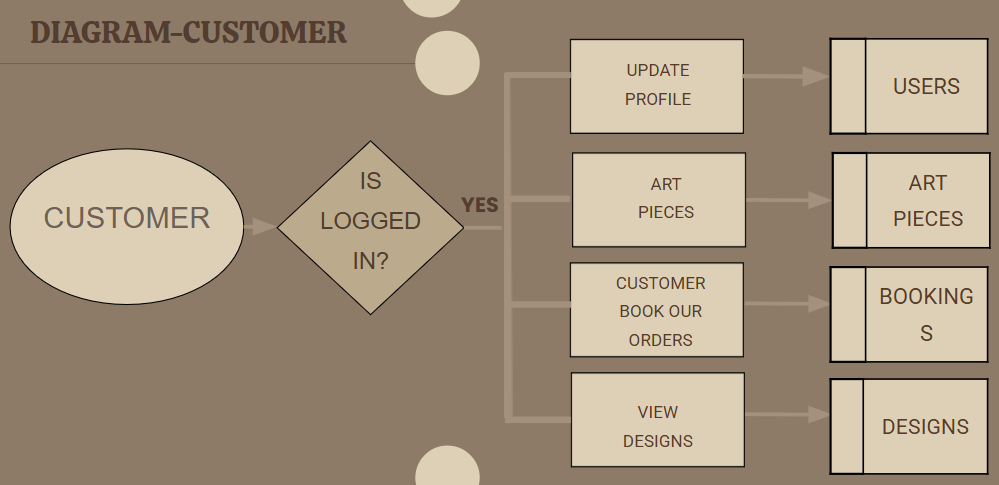 DIAGRAM-CUSTOMER
CUSTOMER
IS
LOGGED
IN?
YES
UPDATE
PROFILE
USERS
ART
PIECES
ART
PIECES
CUSTOMER
BOOK OUR
ORDERS
BOOKING
S
VIEW
DESIGNS
DESIGNS